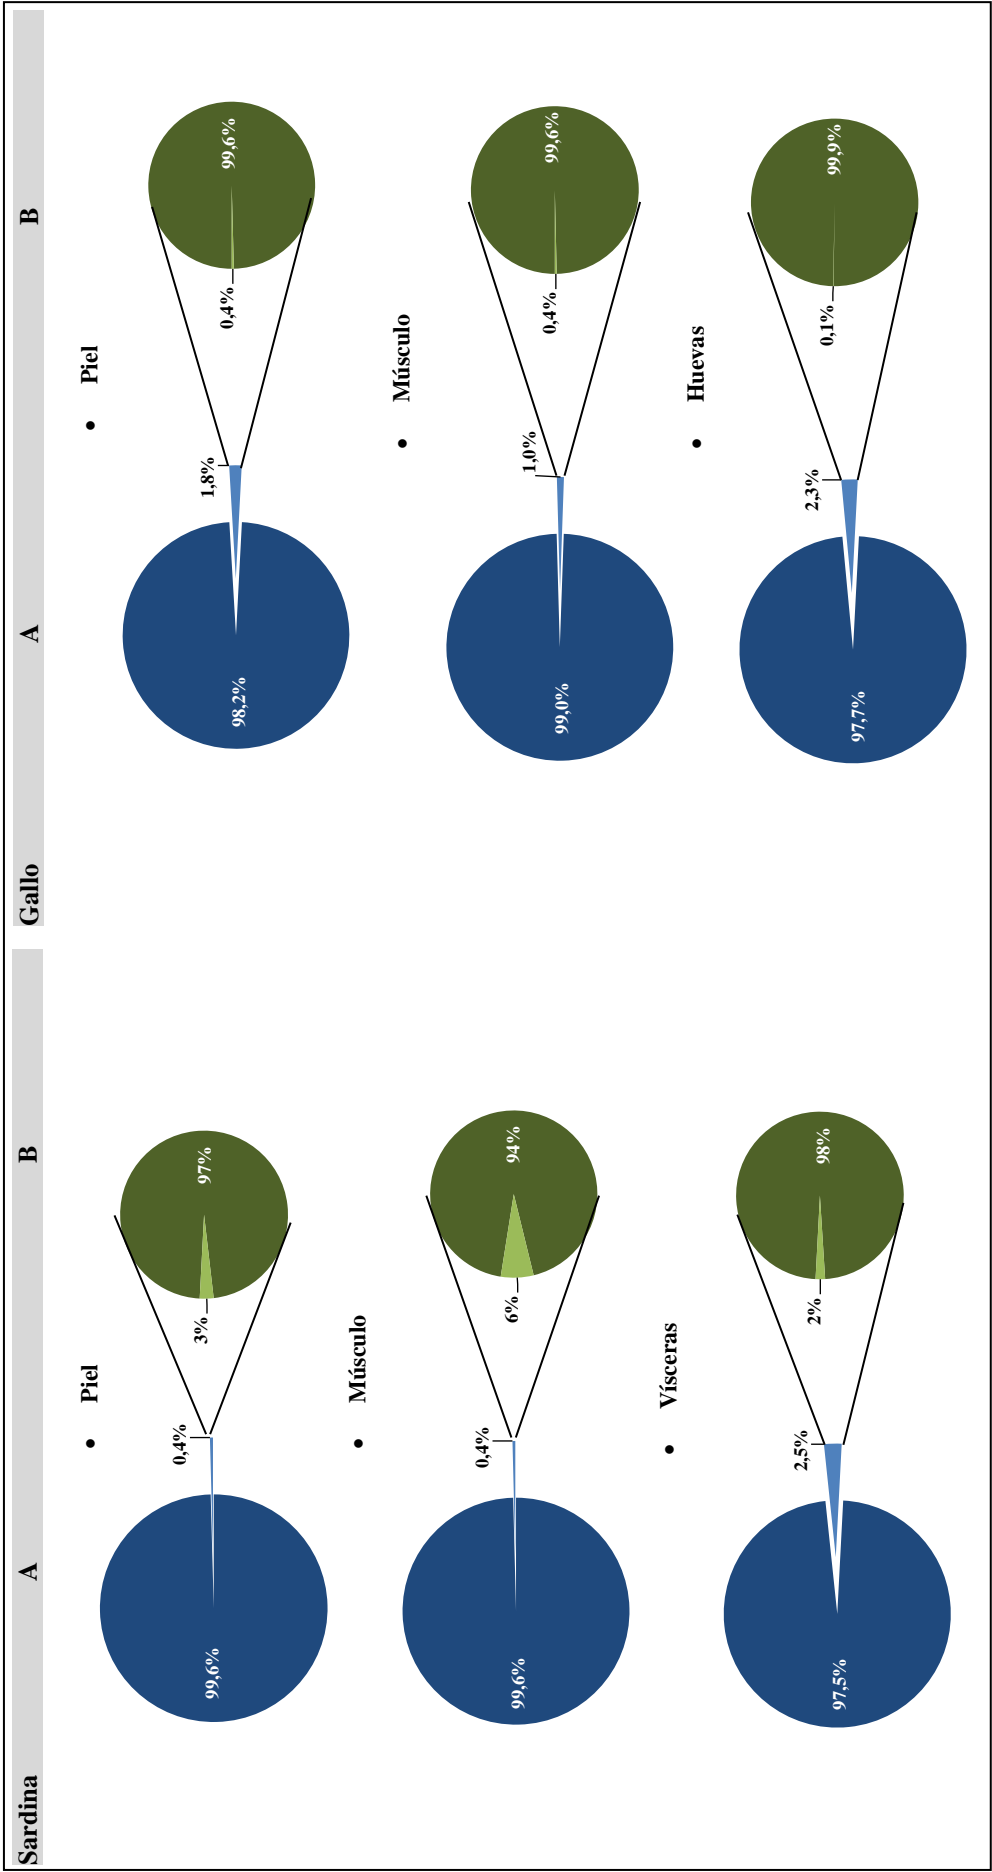 Sardina
A
B
• Piel
99,6%
0,4%
3%
97%
• Músculo
99,6%
0,4%
6%
94%
• Vísceras
97,5%
2,5%
2%
98%
Gallo
A
B
• Piel
98,2%
1,8%
0,4%
99,6%
• Músculo
99,0%
1,0%
0,4%
99,6%
• Huevas
97,7%
2,3%
0,1%
99,9%